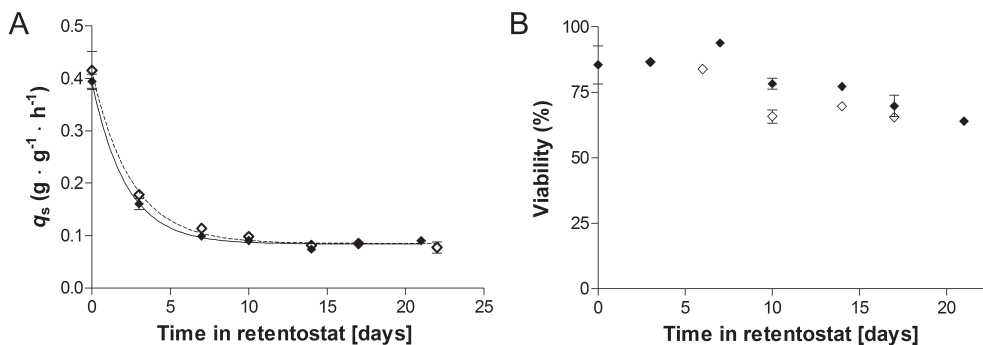 A
0.5
0.4
0.3
0.2
0.1
0.0
qs (g · g⁻¹ · h⁻¹)
0 5 10 15 20 25
Time in retentostat [days]
B
100
75
50
25
0
Viability (%)
0 5 10 15 20
Time in retentostat [days]